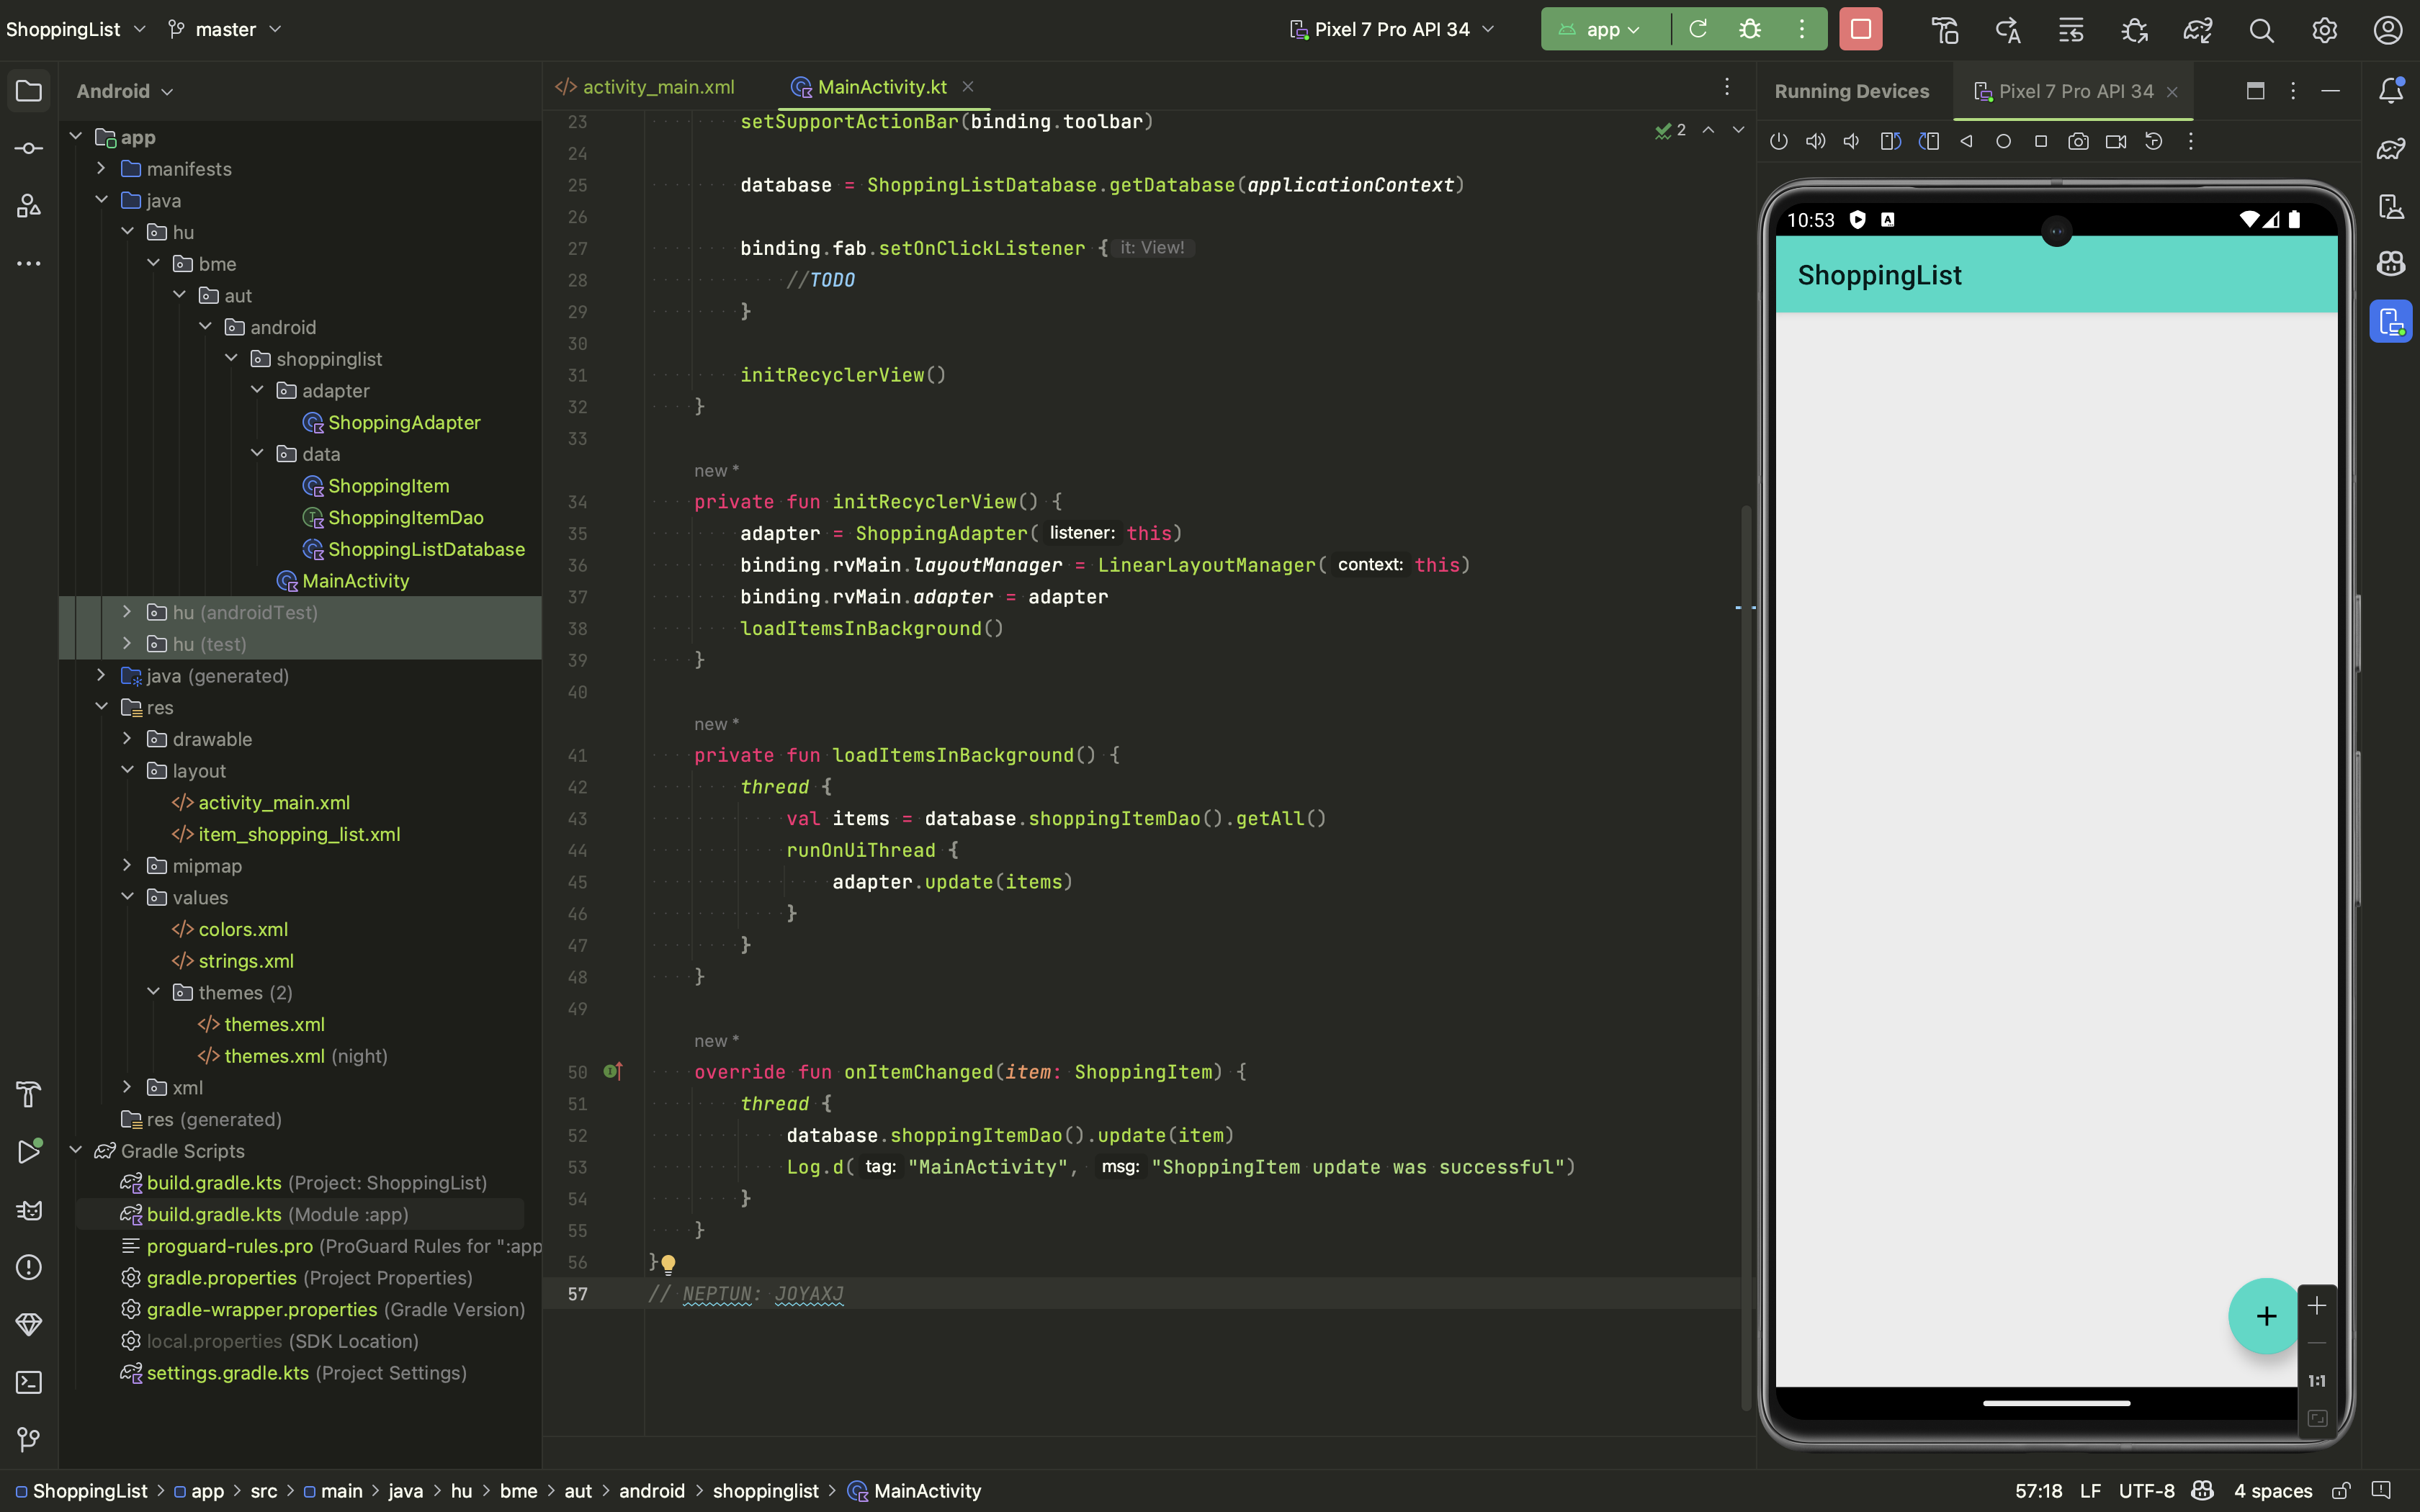 ShoppingList master Pixel 7 Pro API 34 app
Android
app
manifests
java
hu
bme
aut
android
shoppinglist
adapter
ShoppingAdapter
data
ShoppingItem
ShoppingItemDao
ShoppingListDatabase
MainActivity
hu (androidTest)
hu (test)
java (generated)
res
drawable
layout
activity_main.xml
item_shopping_list.xml
mipmap
values
colors.xml
strings.xml
themes (2)
themes.xml
themes.xml (night)
xml
res (generated)
Gradle Scripts
build.gradle.kts (Project: ShoppingList)
build.gradle.kts (Module :app)
proguard-rules.pro (ProGuard Rules for ":app
gradle.properties (Project Properties)
gradle-wrapper.properties (Gradle Version)
local.properties (SDK Location)
settings.gradle.kts (Project Settings)
activity_main.xml MainActivity.kt
2
23 setSupportActionBar(binding.toolbar)
24
25 database = ShoppingListDatabase.getDatabase(applicationContext)
26
27 binding.fab.setOnClickListener { it: View!
28 //TODO
29 }
30
31 initRecyclerView()
32 }
33
new *
34 private fun initRecyclerView() {
35 adapter = ShoppingAdapter( listener: this)
36 binding.rvMain.layoutManager = LinearLayoutManager( context: this)
37 binding.rvMain.adapter = adapter
38 loadItemsInBackground()
39 }
40
new *
41 private fun loadItemsInBackground() {
42 thread {
43 val items = database.shoppingItemDao().getAll()
44 runOnUiThread {
45 adapter.update(items)
46 }
47 }
48 }
49
new *
50 override fun onItemChanged(item: ShoppingItem) {
51 thread {
52 database.shoppingItemDao().update(item)
53 Log.d( tag: "MainActivity", msg: "ShoppingItem update was successful")
54 }
55 }
56 }
57 // NEPTUN: JOYAXJ
Running Devices Pixel 7 Pro API 34
10:53
ShoppingList
+
1:1
ShoppingList > app > src > main > java > hu > bme > aut > android > shoppinglist > MainActivity
57:18 LF UTF-8 4 spaces